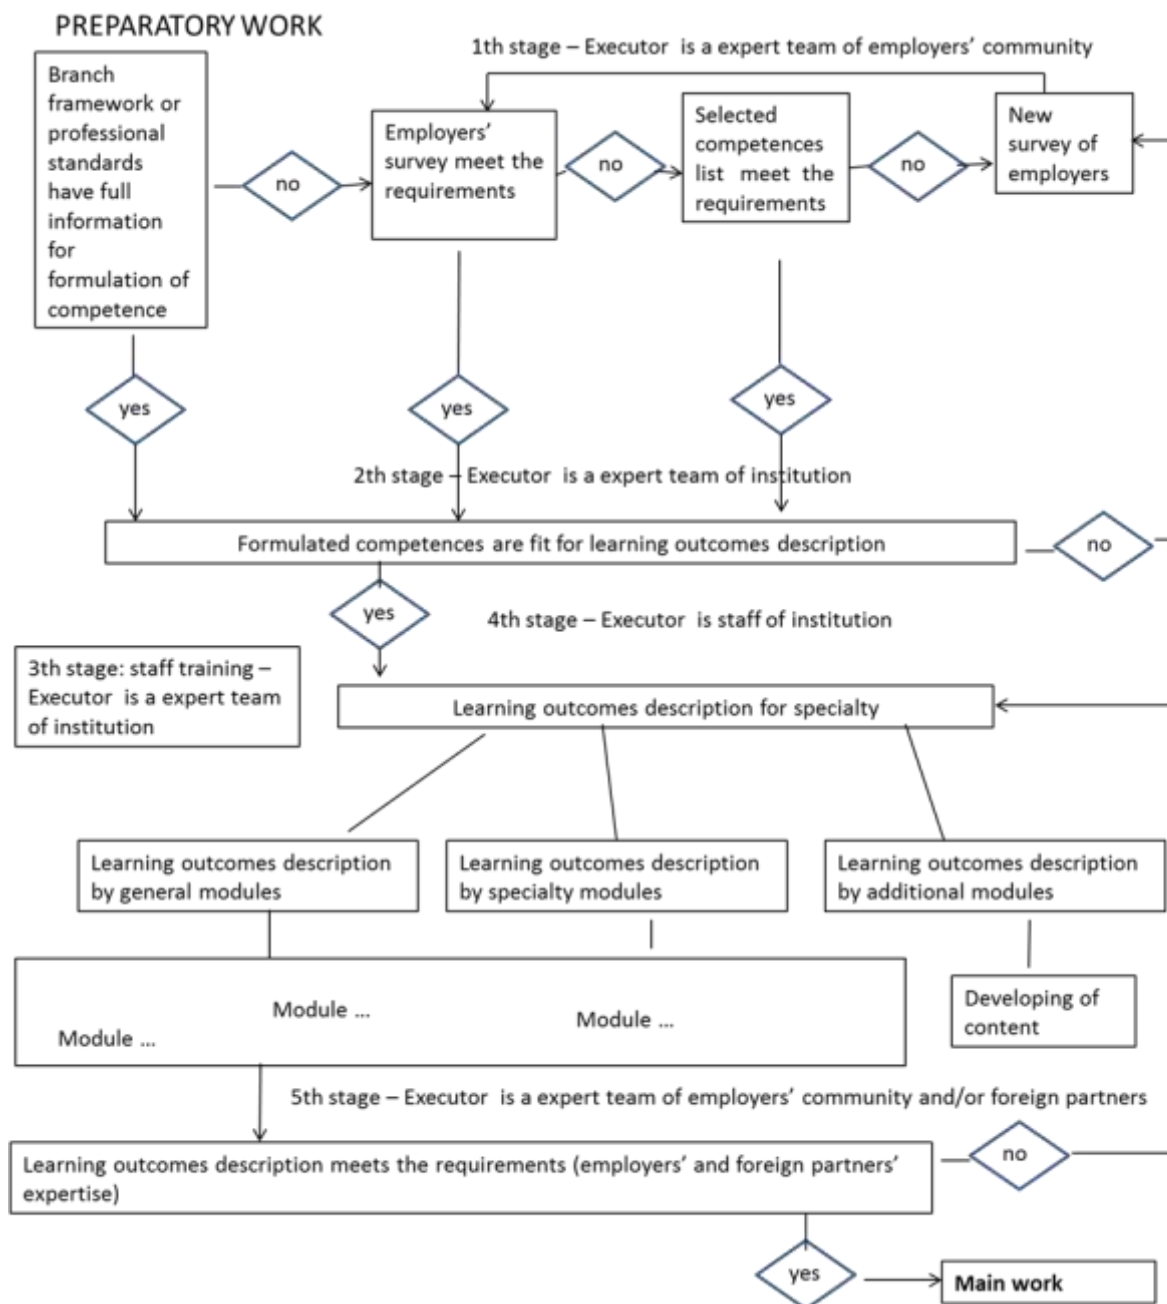 PREPARATORY WORK
1th stage – Executor is a expert team of employers' community
Branch
framework or
professional
standards
have full
information
for
formulation of
competence
no
Employers'
survey meet the
requirements
no
Selected
competences
list meet the
requirements
no
New
survey of
employers
yes
yes
yes
2th stage – Executor is a expert team of institution
Formulated competences are fit for learning outcomes description
no
yes
4th stage – Executor is staff of institution
3th stage: staff training –
Executor is a expert team
of institution
Learning outcomes description for specialty
Learning outcomes description
by general modules
Learning outcomes description
by specialty modules
Learning outcomes description
by additional modules
Module ...
Module ...
Module ...
Developing of
content
5th stage – Executor is a expert team of employers' community and/or foreign partners
Learning outcomes description meets the requirements (employers' and foreign partners'
expertise)
no
yes
Main work